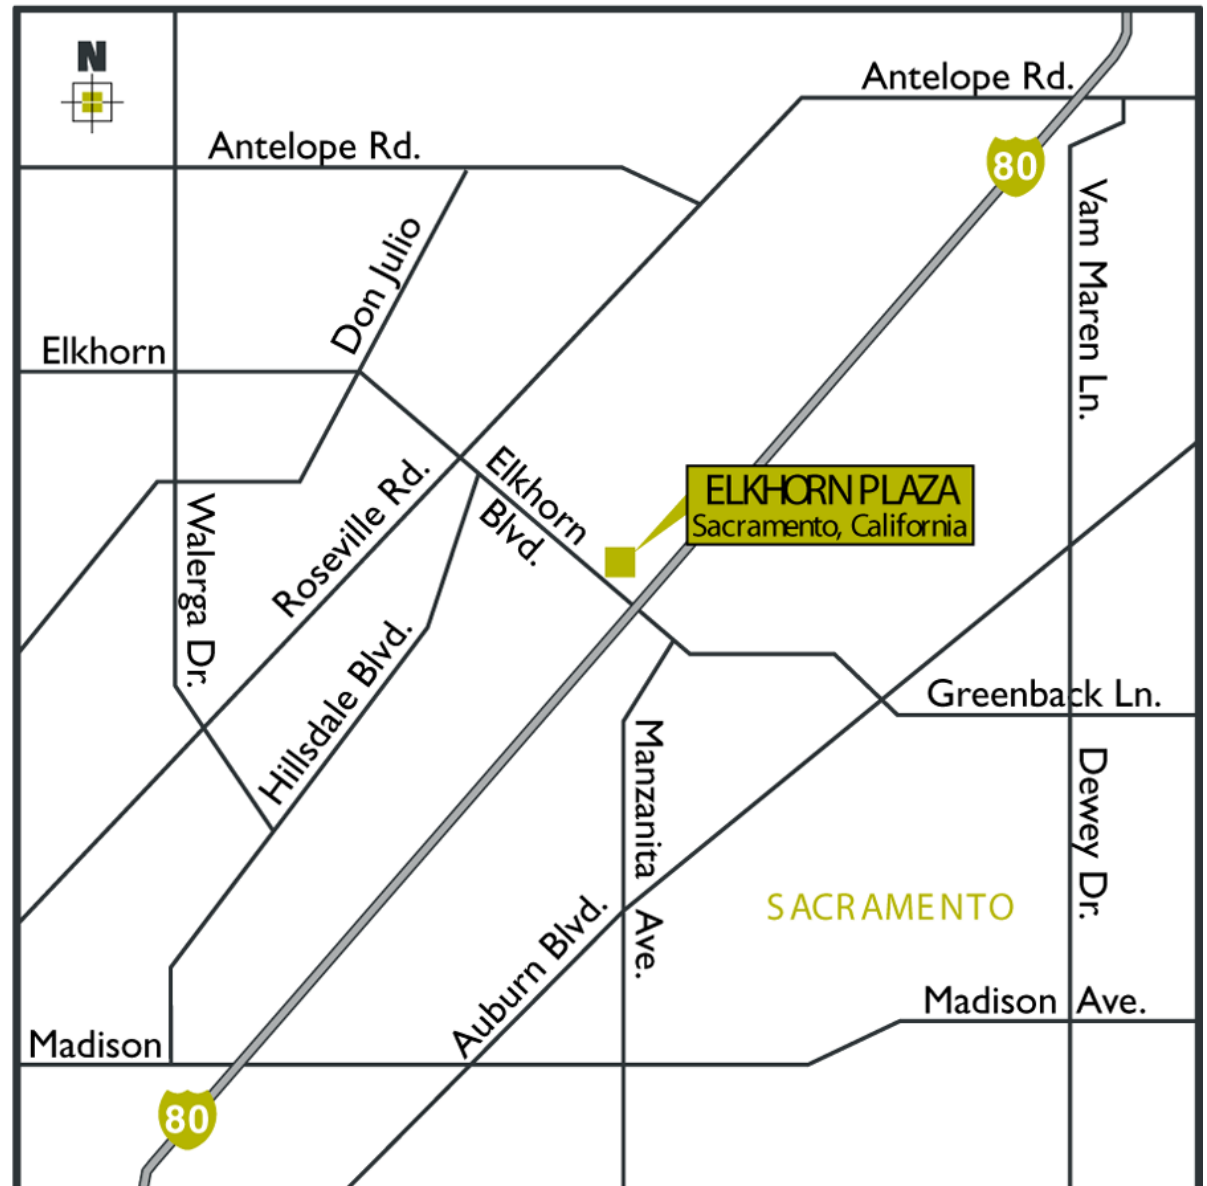 N
Antelope Rd.
Antelope Rd.
80
Vam Maren Ln.
Don Julio
Elkhorn
Elkhorn
Blvd.
ELKHORN PLAZA
Sacramento, California
Roseville Rd.
Walerga Dr.
Hillsdale Blvd.
Greenback Ln.
Manzanita Ave.
Dewey Dr.
SACRAMENTO
Auburn Blvd.
Madison Ave.
Madison
80